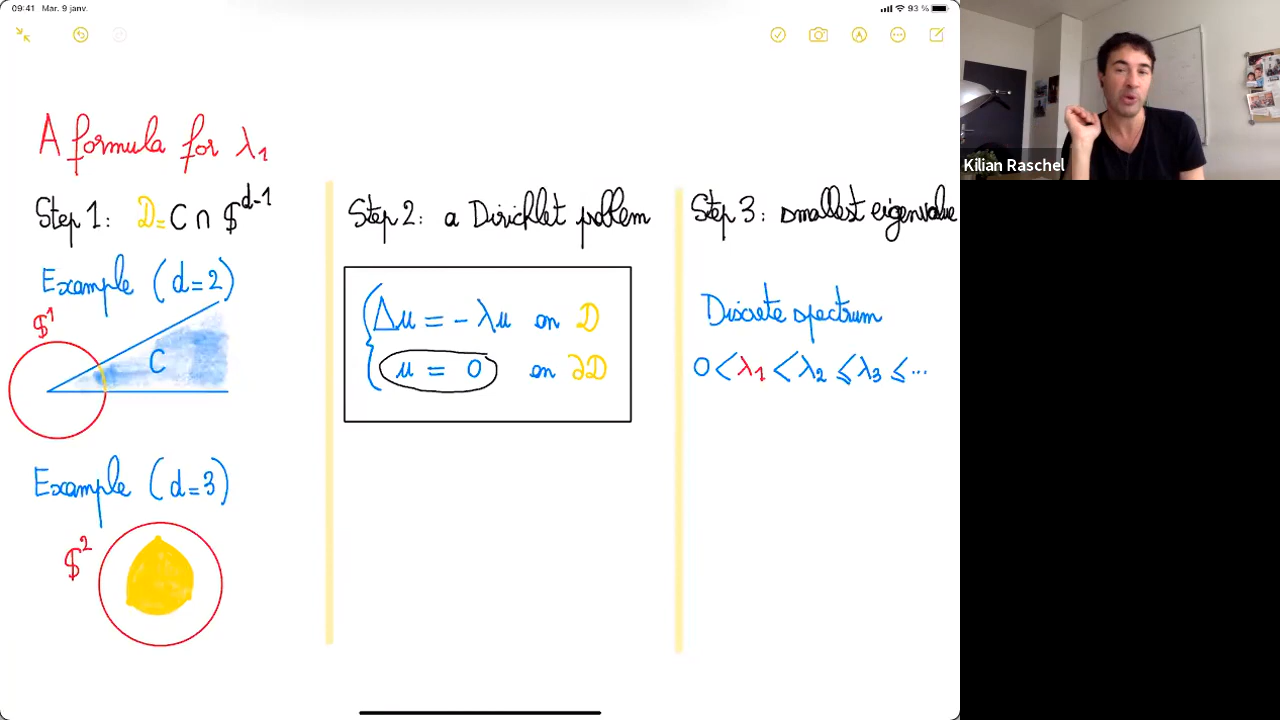 09:41 Mar. 9 janv.
93 %
A formula for λ₁
Step 1: D = C ∩ $^{d-1}
Example (d=2)
$¹
C
Example (d=3)
$²
Step 2: a Dirichlet problem
Δu = - λu on D
u = 0 on ∂D
Step 3: smallest eigenvalue
Discrete spectrum
0 < λ₁ < λ₂ ≤ λ₃ ≤ ...
Kilian Raschel